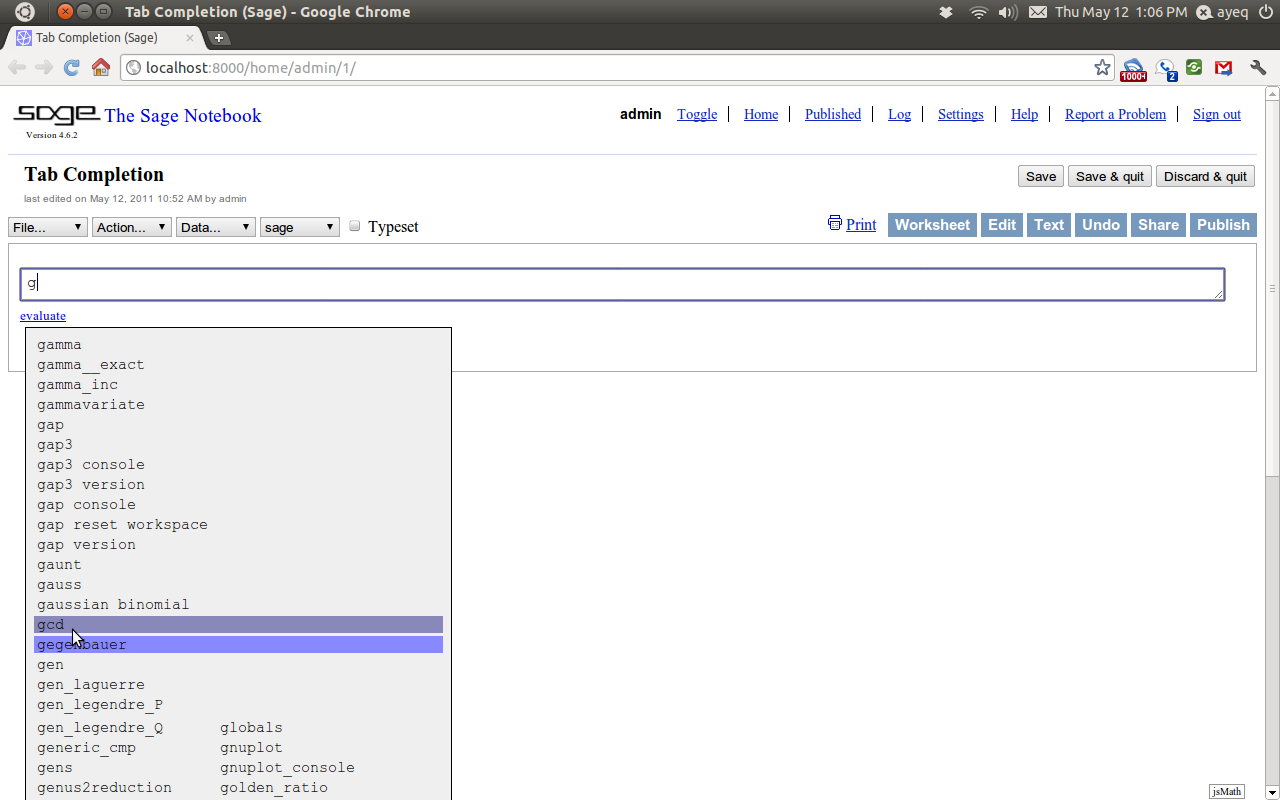 Tab Completion (Sage) - Google Chrome
Thu May 12 1:06 PM ayeq
Tab Completion (Sage)
localhost:8000/home/admin/1/
1000+
2
sage The Sage Notebook
Version 4.6.2
admin Toggle Home Published Log Settings Help Report a Problem Sign out
Tab Completion
Save Save & quit Discard & quit
last edited on May 12, 2011 10:52 AM by admin
File... Action... Data... sage Typeset
Print Worksheet Edit Text Undo Share Publish
g
evaluate
gamma
gamma__exact
gamma_inc
gammavariate
gap
gap3
gap3 console
gap3 version
gap console
gap reset workspace
gap version
gaunt
gauss
gaussian binomial
gcd
gegenbauer
gen
gen_laguerre
gen_legendre_P
gen_legendre_Q globals
generic_cmp gnuplot
gens gnuplot_console
genus2reduction golden_ratio
jsMath